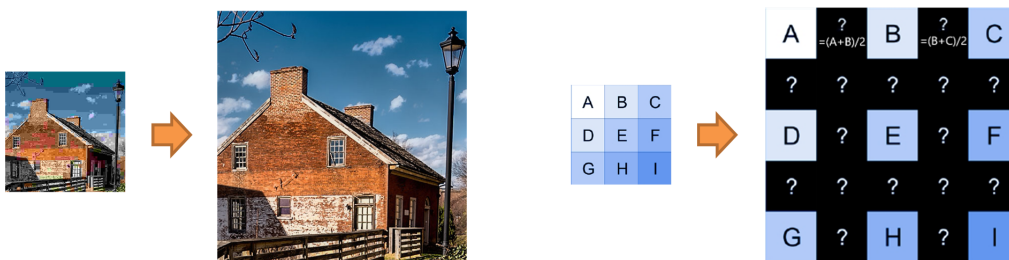 A B C
D E F
G H I
A ? B ? C
=(A+B)/2 =(B+C)/2
? ? ? ? ?
D ? E ? F
? ? ? ? ?
G ? H ? I